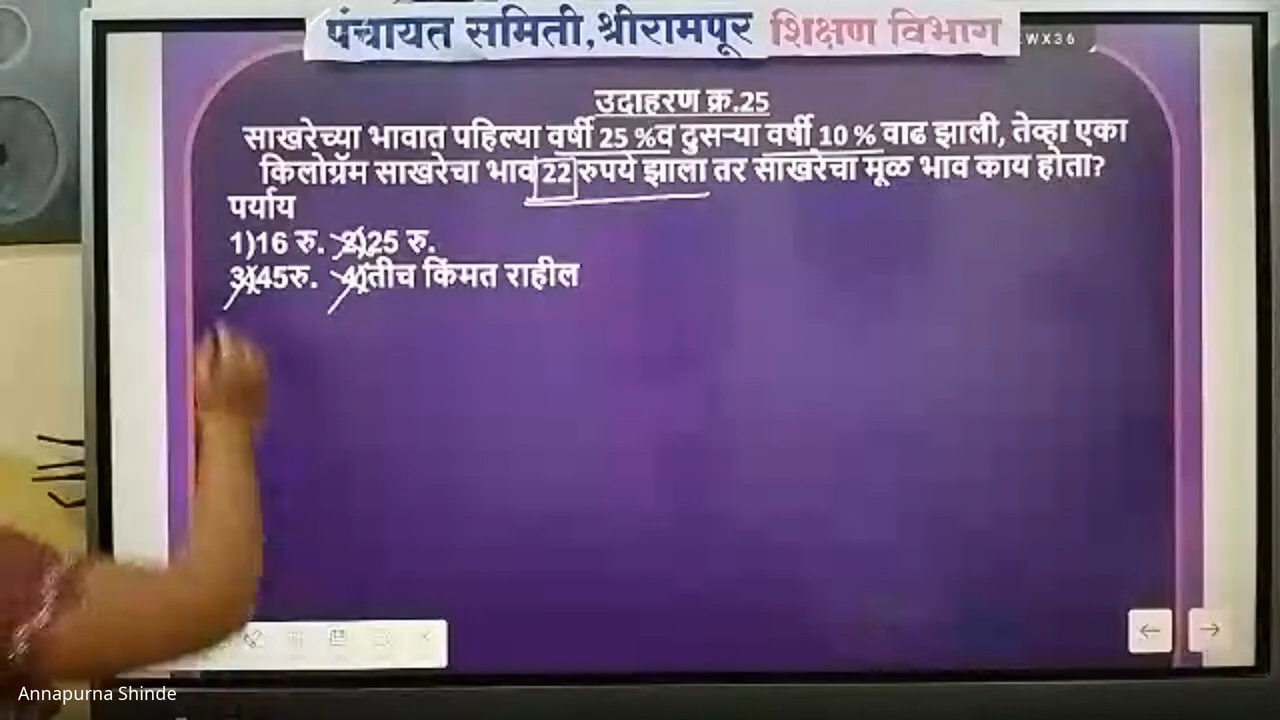 पंचायत समिती,श्रीरामपूर शिक्षण विभाग
WX36
उदाहरण क्र.25
साखरेच्या भावात पहिल्या वर्षी 25 %व दुसऱ्या वर्षी 10 % वाढ झाली, तेव्हा एका
किलोग्रॅम साखरेचा भाव 22 रुपये झाला तर साखरेचा मूळ भाव काय होता?
पर्याय
1)16 रु. 2)25 रु.
3)45रु. 4)तीच किंमत राहील
Annapurna Shinde